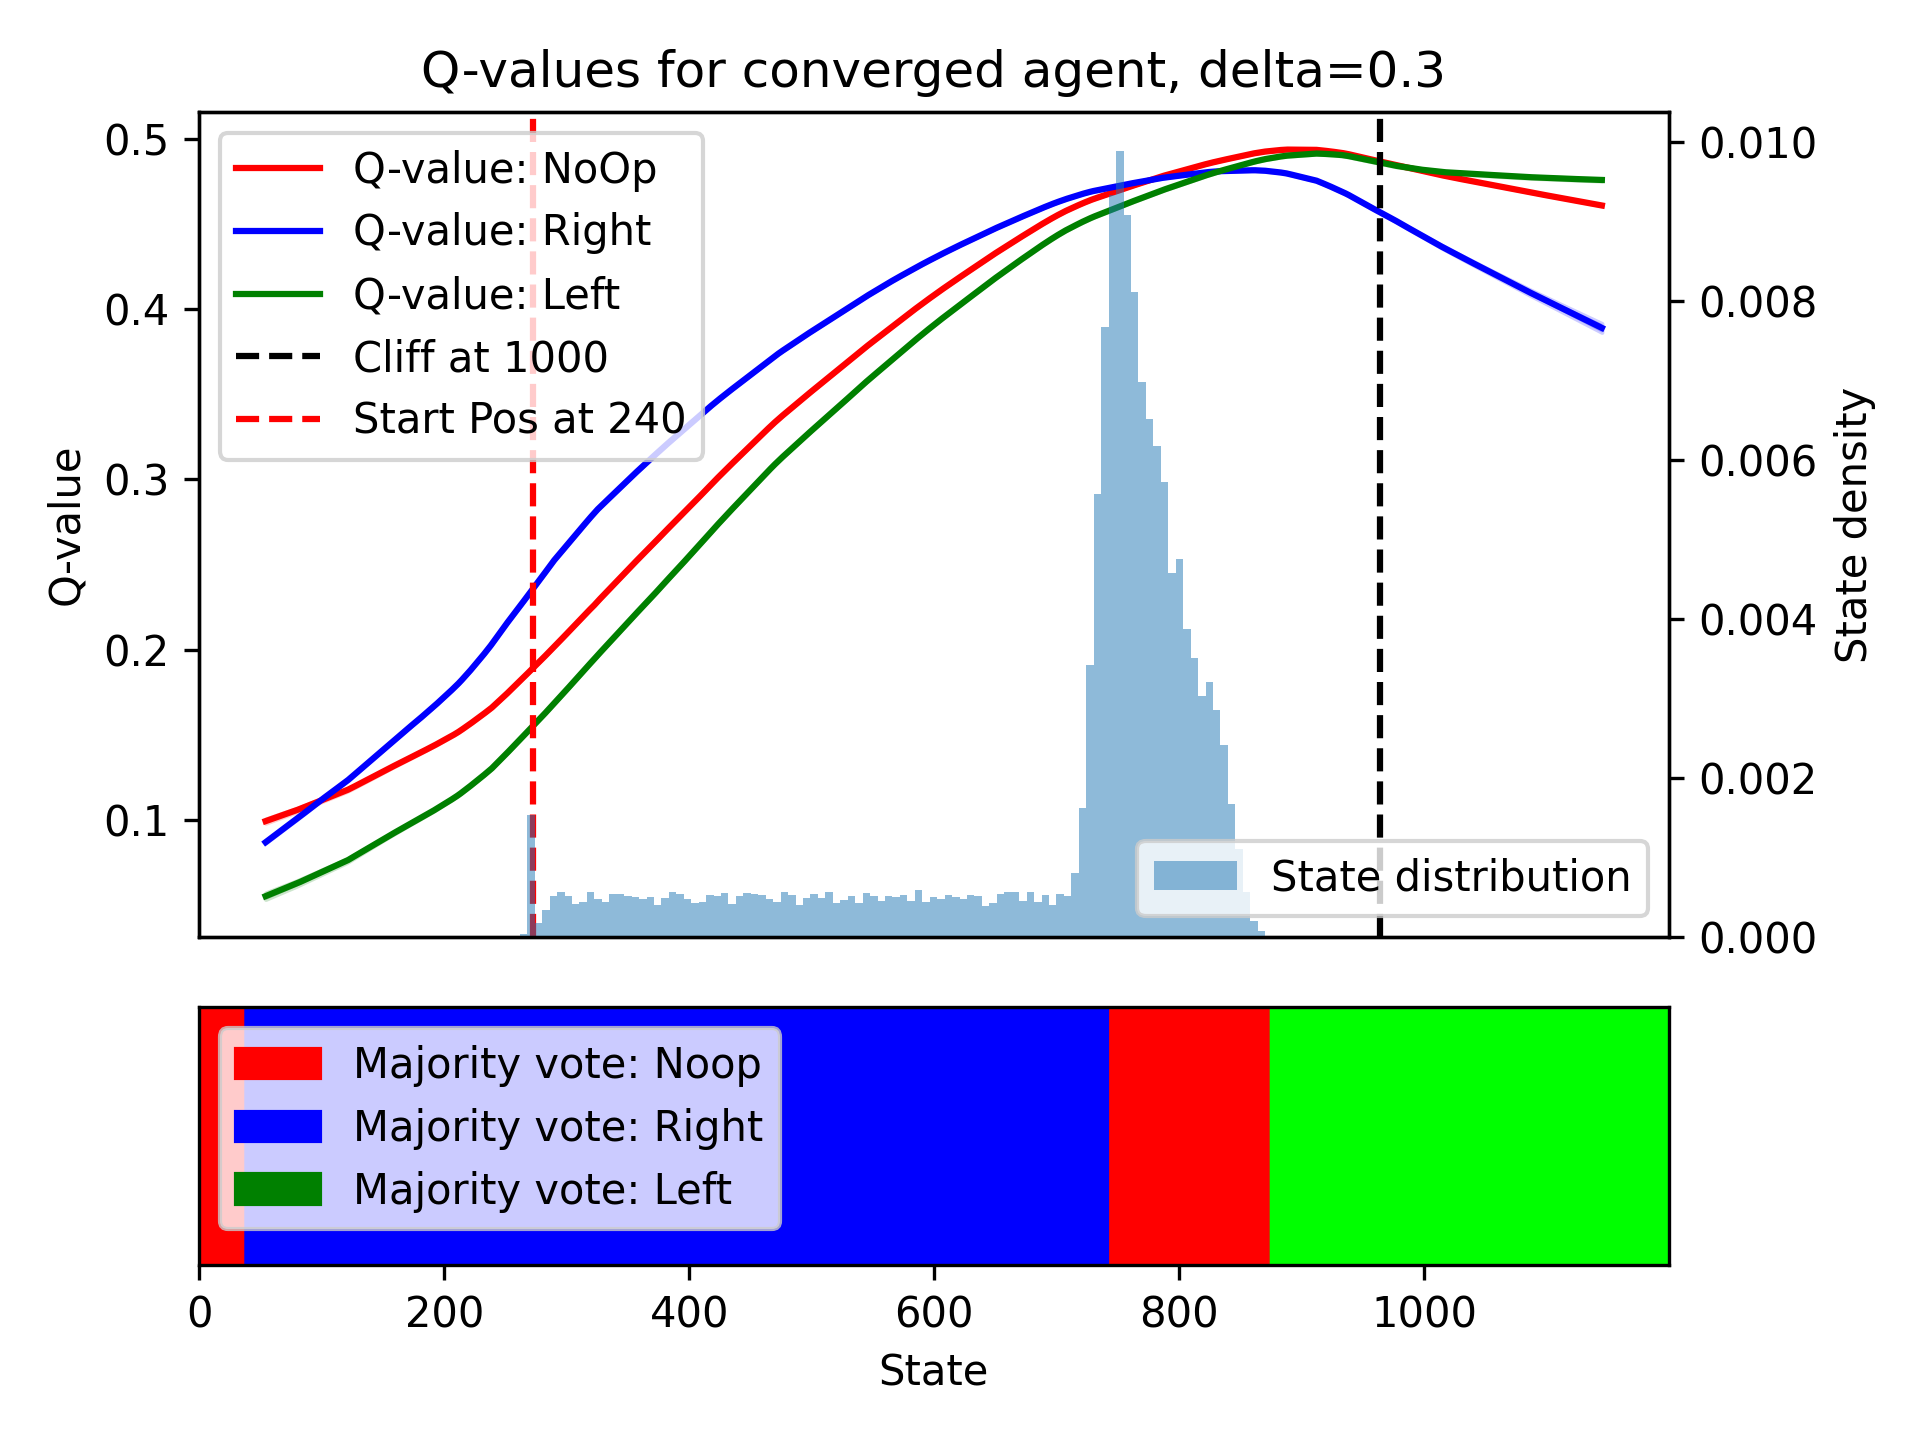 Q-values for converged agent, delta=0.3
0.5
0.4
0.3
0.2
0.1
Q-value
Q-value: NoOp
Q-value: Right
Q-value: Left
Cliff at 1000
Start Pos at 240
State distribution
0.010
0.008
0.006
0.004
0.002
0.000
State density
Majority vote: Noop
Majority vote: Right
Majority vote: Left
0 200 400 600 800 1000
State